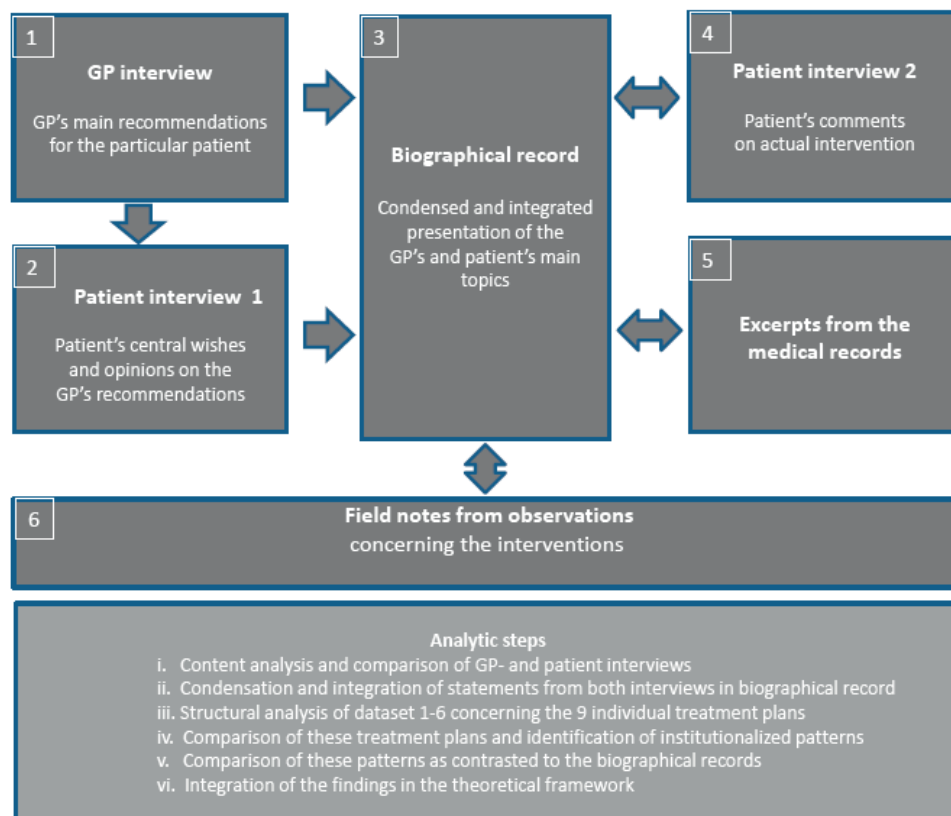 1
GP interview
GP's main recommendations
for the particular patient
2
Patient interview 1
Patient's central wishes
and opinions on the
GP's recommendations
3
Biographical record
Condensed and integrated
presentation of the
GP's and patient's main
topics
4
Patient interview 2
Patient's comments
on actual intervention
5
Excerpts from the
medical records
6
Field notes from observations
concerning the interventions
Analytic steps
i. Content analysis and comparison of GP- and patient interviews
ii. Condensation and integration of statements from both interviews in biographical record
iii. Structural analysis of dataset 1-6 concerning the 9 individual treatment plans
iv. Comparison of these treatment plans and identification of institutionalized patterns
v. Comparison of these patterns as contrasted to the biographical records
vi. Integration of the findings in the theoretical framework